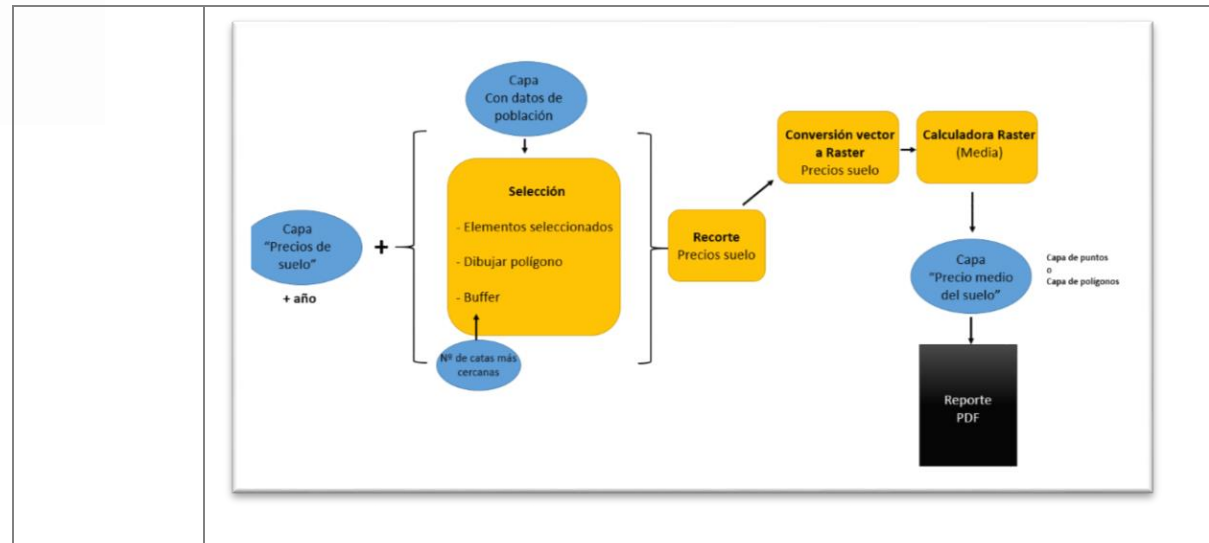 Capa
"Precios de
suelo"
+ año
+
Capa
Con datos de
población
Selección
- Elementos seleccionados
- Dibujar polígono
- Buffer
Nº de catas más
cercanas
Recorte
Precios suelo
Conversión vector
a Raster
Precios suelo
Calculadora Raster
(Media)
Capa
"Precio medio
del suelo"
Capa de puntos
o
Capa de polígonos
Reporte
PDF